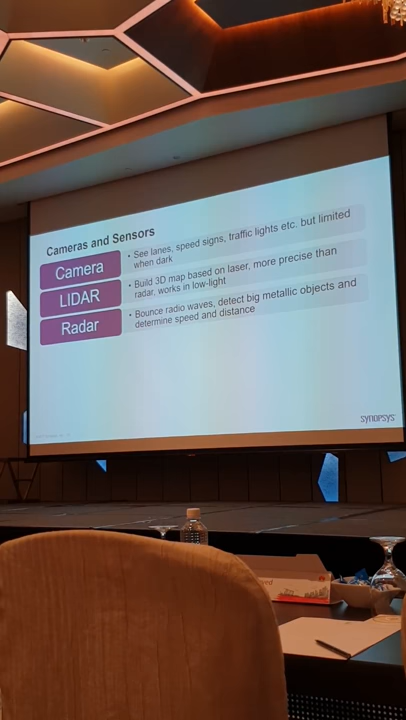 Cameras and Sensors
Camera
• See lanes, speed signs, traffic lights etc. but limited
when dark
LIDAR
• Build 3D map based on laser, more precise than
radar, works in low-light
Radar
• Bounce radio waves, detect big metallic objects and
determine speed and distance
SYNOPSYS